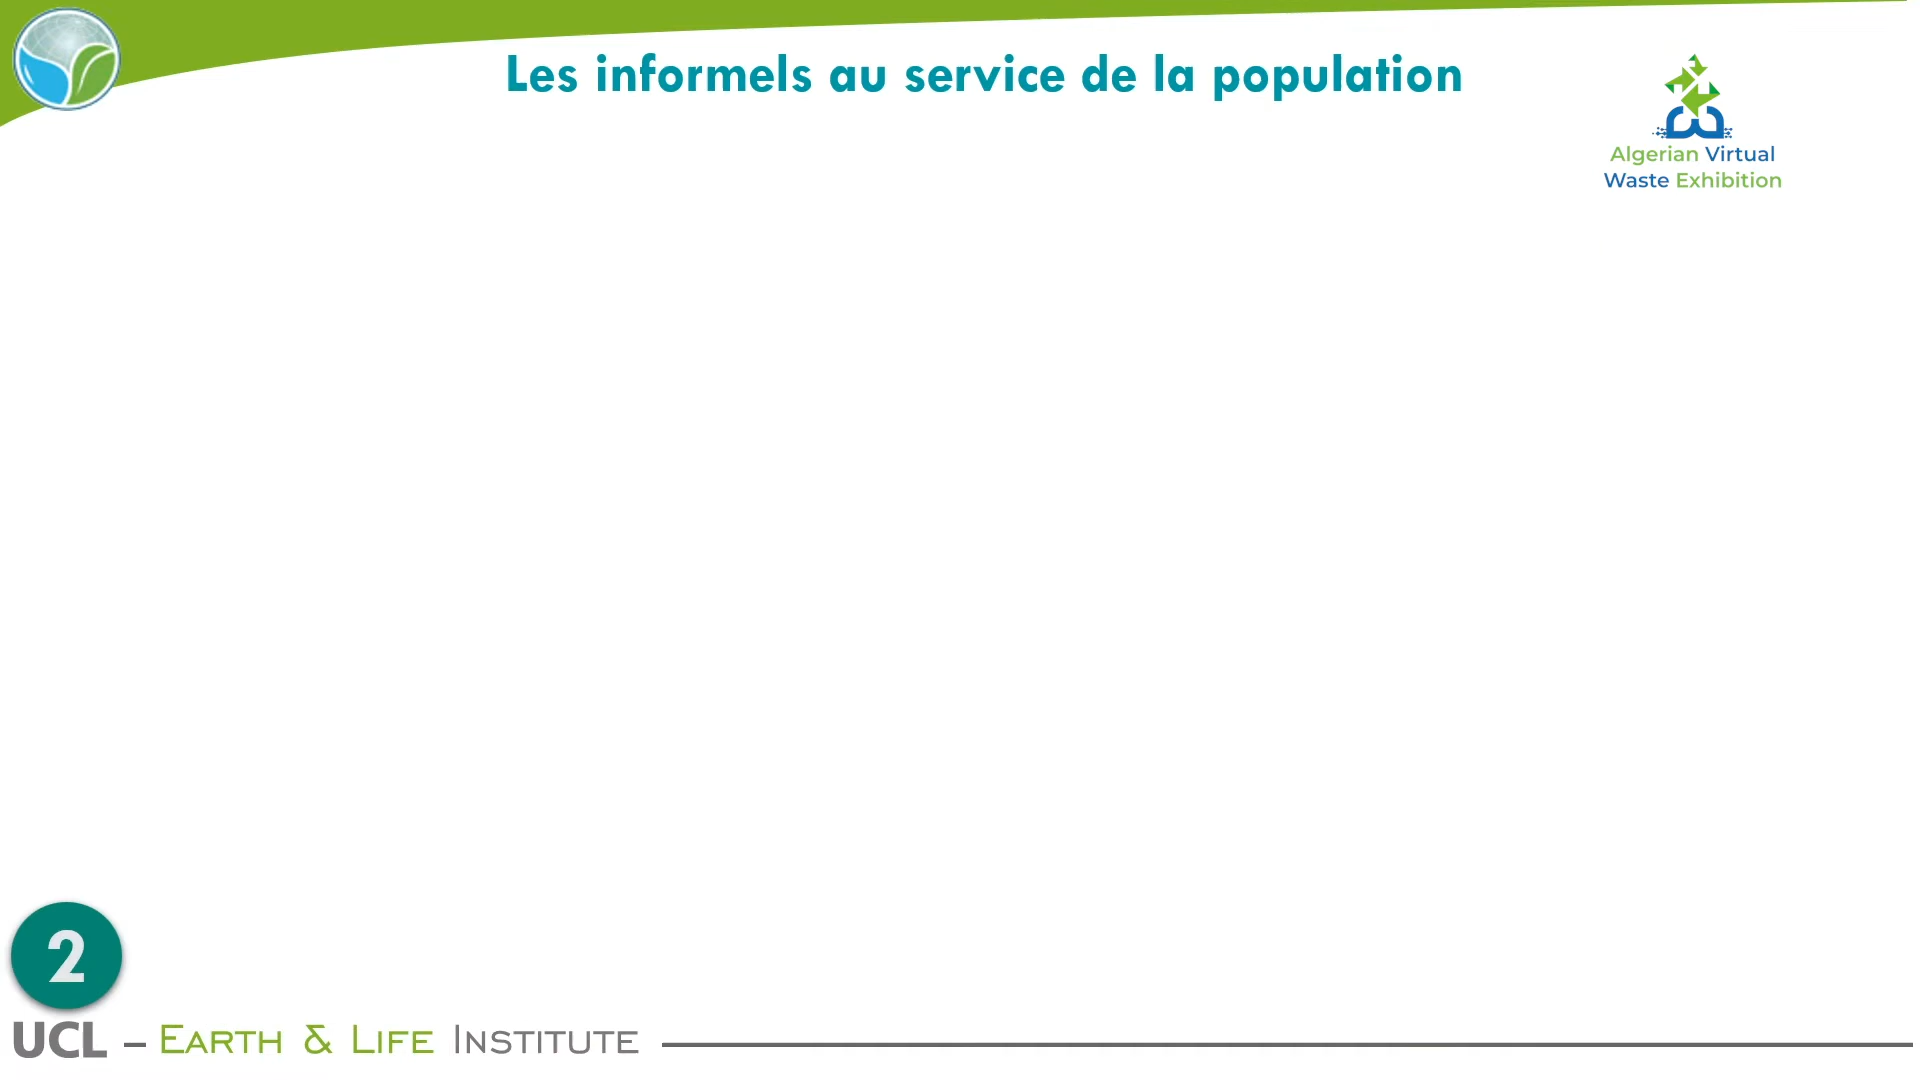 Les informels au service de la population
Algerian Virtual
Waste Exhibition
2
UCL – EARTH & LIFE INSTITUTE